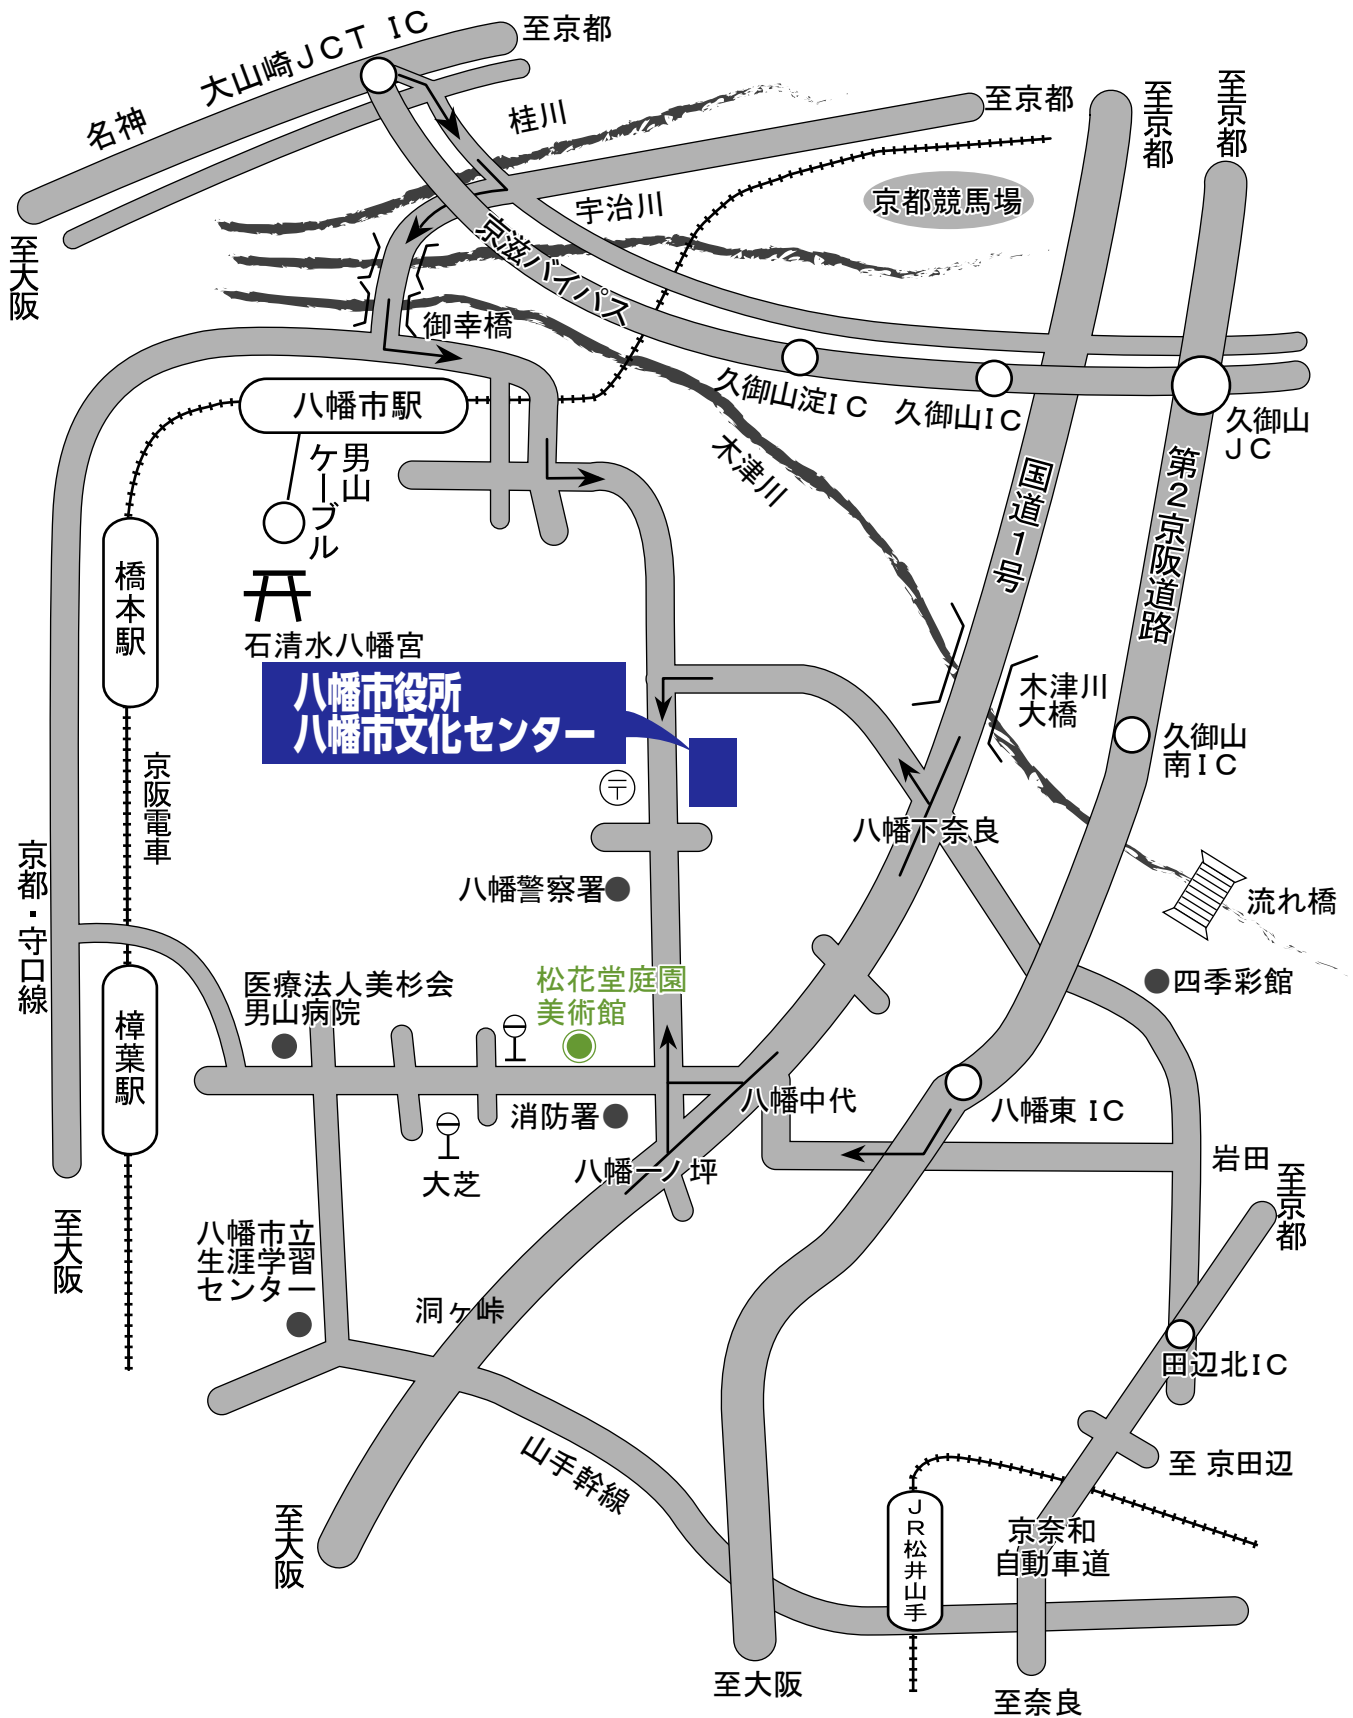 至京都
大山崎JCT IC
名神
至大阪
桂川
至京都
至京都
至京都
京都競馬場
宇治川
京滋バイパス
御幸橋
八幡市駅
久御山淀IC
久御山IC
久御山
JC
男山
ケーブル
木津川
国道1号
第2京阪道路
橋本駅
石清水八幡宮
八幡市役所
八幡市文化センター
木津川
大橋
久御山
南IC
京阪電車
〒
八幡下奈良
京都・守口線
八幡警察署
流れ橋
四季彩館
医療法人美杉会
男山病院
松花堂庭園
美術館
樟葉駅
消防署
八幡中代
八幡東 IC
大芝
八幡一ノ坪
岩田
至京都
至大阪
八幡市立
生涯学習
センター
洞ヶ峠
田辺北IC
山手幹線
至 京田辺
至大阪
JR松井山手
京奈和
自動車道
至大阪
至奈良